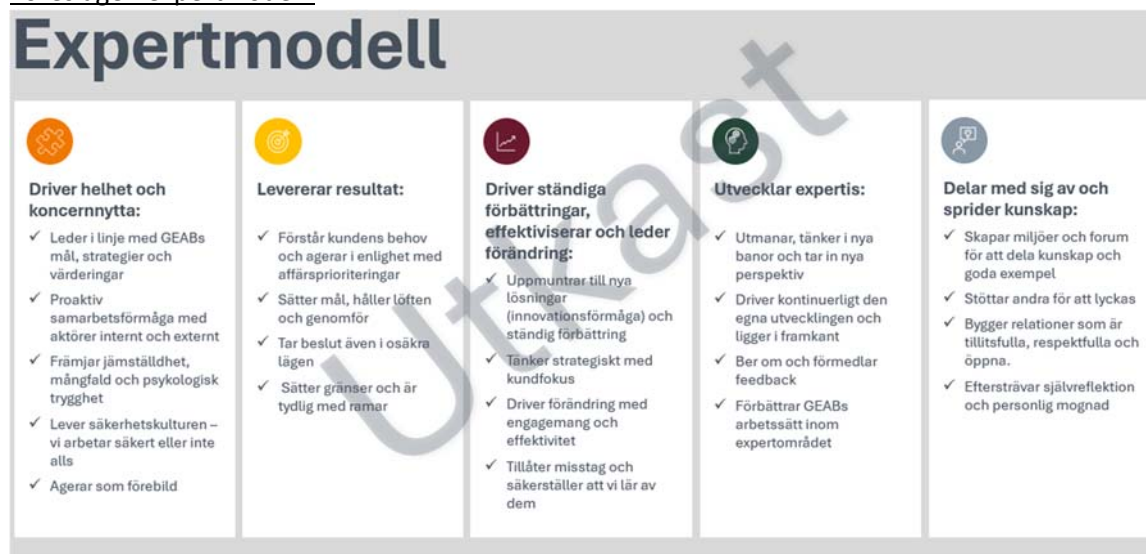 Expertmodell
Driver helhet och
koncernnytta:
✓ Leder i linje med GEABs
mål, strategier och
värderingar
✓ Proaktiv
samarbetsförmåga med
aktörer internt och externt
✓ Främjar jämställdhet,
mångfald och psykologisk
trygghet
✓ Lever säkerhetskulturen –
vi arbetar säkert eller inte
alls
✓ Agerar som förebild
Levererar resultat:
✓ Förstår kundens behov
och agerar i enlighet med
affärsprioriteringar
✓ Sätter mål, håller löften
och genomför
✓ Tar beslut även i osäkra
lägen
✓ Sätter gränser och är
tydlig med ramar
Driver ständiga
förbättringar,
effektiviserar och leder
förändring:
✓ Uppmuntrar till nya
lösningar
(innovationsförmåga) och
ständig förbättring
✓ Tänker strategiskt med
kundfokus
✓ Driver förändring med
engagemang och
effektivitet
✓ Tillåter misstag och
säkerställer att vi lär av
dem
Utvecklar expertis:
✓ Utmanar, tänker i nya
banor och tar in nya
perspektiv
✓ Driver kontinuerligt den
egna utvecklingen och
ligger i framkant
✓ Ber om och förmedlar
feedback
✓ Förbättrar GEABs
arbetssätt inom
expertområdet
Delar med sig av och
sprider kunskap:
✓ Skapar miljöer och forum
för att dela kunskap och
goda exempel
✓ Stöttar andra för att lyckas
✓ Bygger relationer som är
tillitsfulla, respektfulla och
öppna.
✓ Eftersträvar självreflektion
och personlig mognad
Utkast